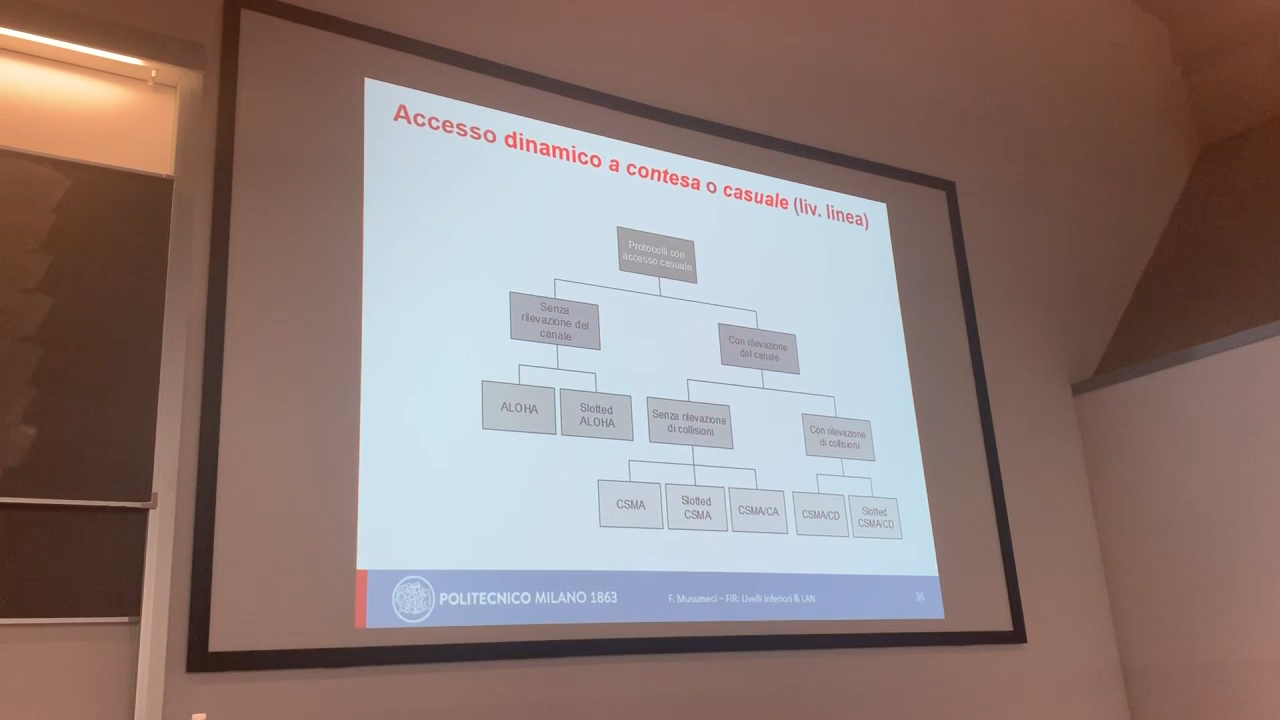 Accesso dinamico a contesa o casuale (liv. linea)
Protocolli con
accesso casuale
Senza
rilevazione del
canale
Con rilevazione
del canale
ALOHA
Slotted
ALOHA
Senza rilevazione
di collisioni
Con rilevazione
di collisioni
CSMA
Slotted
CSMA
CSMA/CA
CSMA/CD
Slotted
CSMA/CD
POLITECNICO MILANO 1863
F. Musumeci – FIR: Livelli inferiori & LAN
36